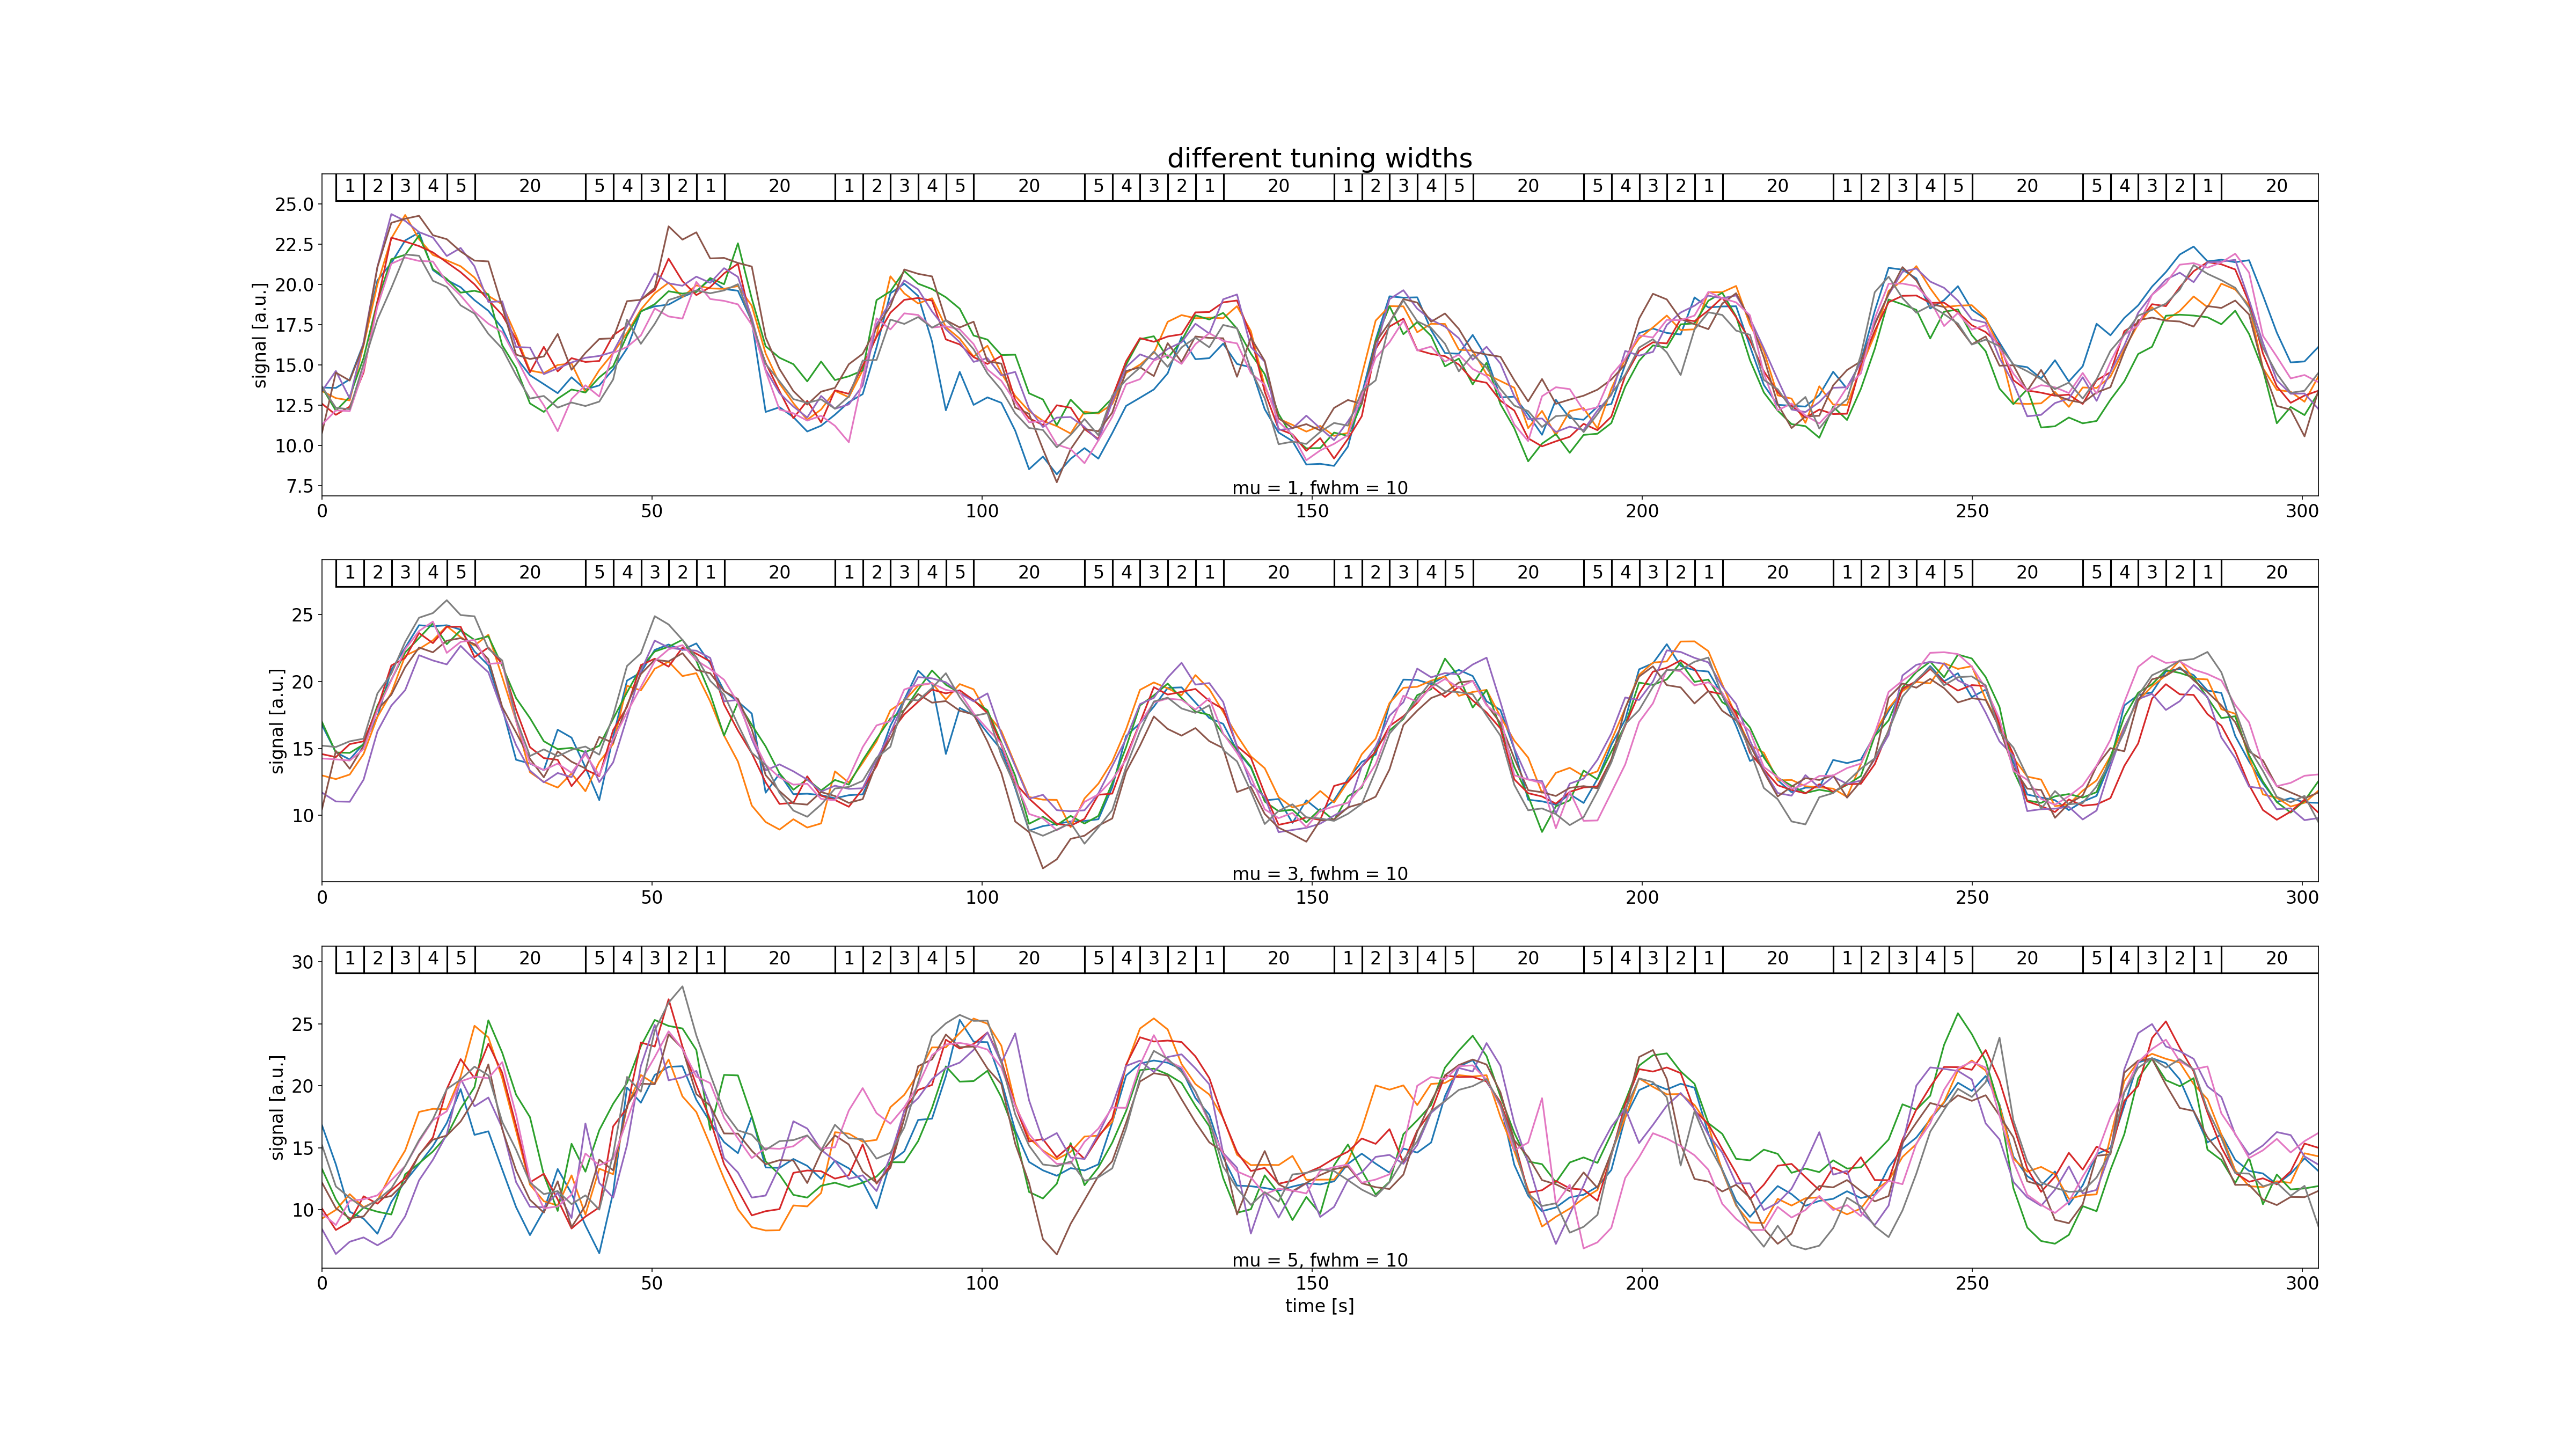 different tuning widths
1 2 3 4 5 20 5 4 3 2 1 20 1 2 3 4 5 20 5 4 3 2 1 20 1 2 3 4 5 20 5 4 3 2 1 20 1 2 3 4 5 20 5 4 3 2 1 20
25.0
22.5
20.0
17.5
15.0
12.5
10.0
7.5
signal [a.u.]
mu = 1, fwhm = 10
0 50 100 150 200 250 300
1 2 3 4 5 20 5 4 3 2 1 20 1 2 3 4 5 20 5 4 3 2 1 20 1 2 3 4 5 20 5 4 3 2 1 20 1 2 3 4 5 20 5 4 3 2 1 20
25
20
15
10
signal [a.u.]
mu = 3, fwhm = 10
0 50 100 150 200 250 300
1 2 3 4 5 20 5 4 3 2 1 20 1 2 3 4 5 20 5 4 3 2 1 20 1 2 3 4 5 20 5 4 3 2 1 20 1 2 3 4 5 20 5 4 3 2 1 20
30
25
20
15
10
signal [a.u.]
mu = 5, fwhm = 10
0 50 100 150 200 250 300
time [s]